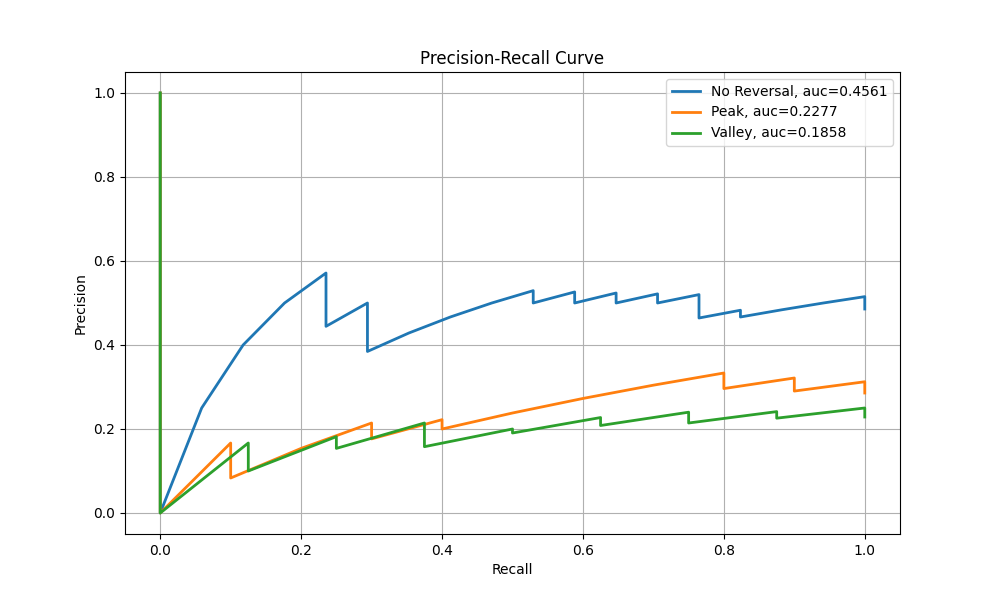 Precision-Recall Curve
No Reversal, auc=0.4561
Peak, auc=0.2277
Valley, auc=0.1858
Precision
1.0
0.8
0.6
0.4
0.2
0.0
0.0 0.2 0.4 0.6 0.8 1.0
Recall